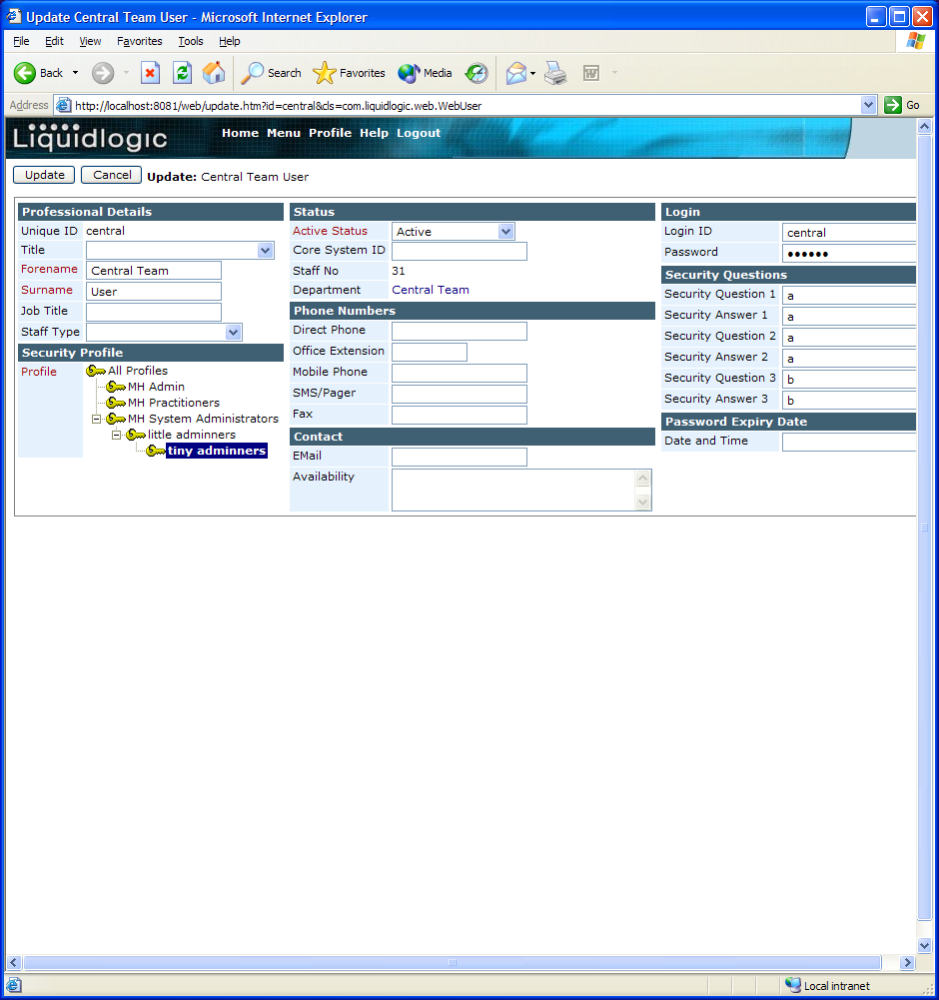 Update Central Team User - Microsoft Internet Explorer
File Edit View Favorites Tools Help
Back Search Favorites Media
Address http://localhost:8081/web/update.htm?id=central&cls=com.liquidlogic.web.WebUser Go
Liquidlogic Home Menu Profile Help Logout
Update Cancel Update: Central Team User
Professional Details
Unique ID central
Title
Forename Central Team
Surname User
Job Title
Staff Type
Security Profile
Profile All Profiles
MH Admin
MH Practitioners
MH System Administrators
little adminners
tiny adminners
Status
Active Status Active
Core System ID
Staff No 31
Department Central Team
Phone Numbers
Direct Phone
Office Extension
Mobile Phone
SMS/Pager
Fax
Contact
EMail
Availability
Login
Login ID central
Password ••••••
Security Questions
Security Question 1 a
Security Answer 1 a
Security Question 2 a
Security Answer 2 a
Security Question 3 b
Security Answer 3 b
Password Expiry Date
Date and Time
Local intranet